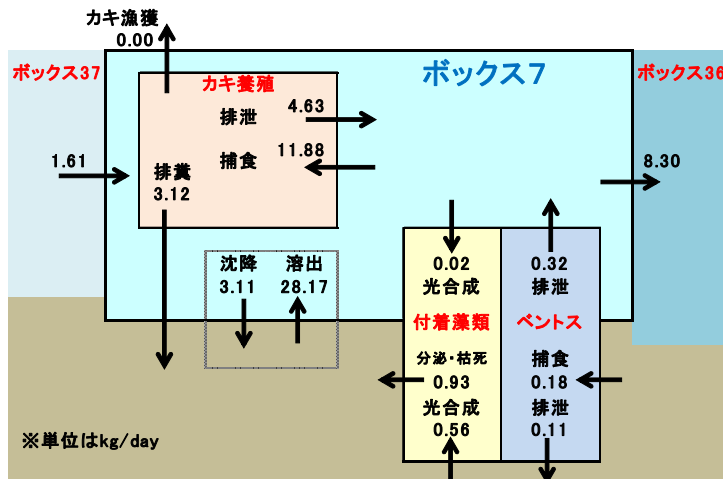 カキ漁獲
0.00
ボックス37
ボックス7
ボックス36
カキ養殖
排泄
4.63
捕食
11.88
排糞
3.12
1.61
8.30
沈降
3.11
溶出
28.17
0.02
光合成
0.32
排泄
付着藻類
ベントス
分泌・枯死
0.93
光合成
0.56
捕食
0.18
排泄
0.11
※単位はkg/day